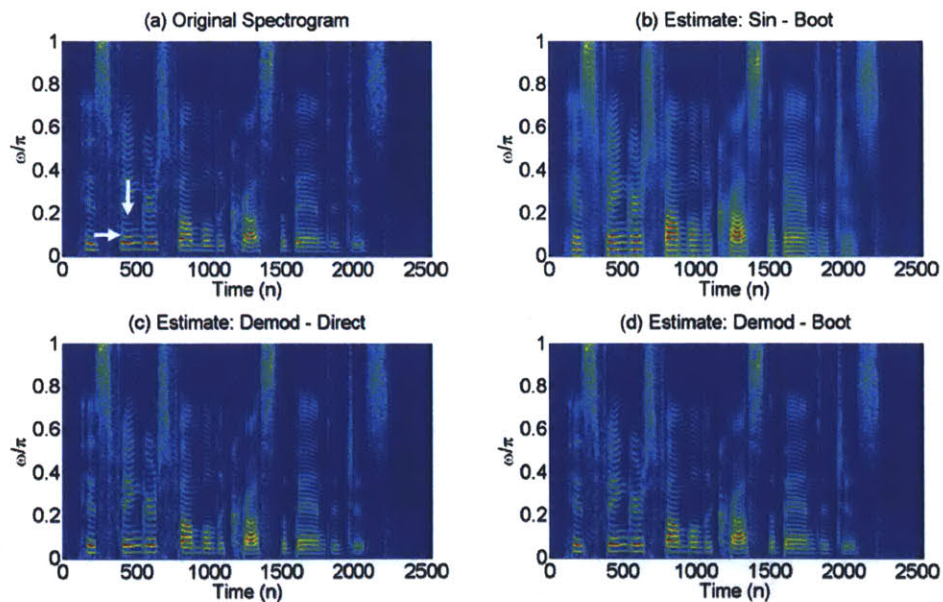 (a) Original Spectrogram
(b) Estimate: Sin - Boot
ω/π
1
0.8
0.6
0.4
0.2
0
0 500 1000 1500 2000 2500
Time (n)
ω/π
1
0.8
0.6
0.4
0.2
0
0 500 1000 1500 2000 2500
Time (n)
(c) Estimate: Demod - Direct
(d) Estimate: Demod - Boot
ω/π
1
0.8
0.6
0.4
0.2
0
0 500 1000 1500 2000 2500
Time (n)
ω/π
1
0.8
0.6
0.4
0.2
0
0 500 1000 1500 2000 2500
Time (n)